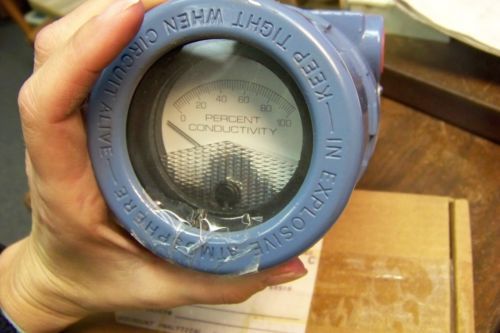 KEEP TIGHT WHEN CIRCUIT ALIVE
IN EXPLOSIVE ATMOSPHERE
0 20 40 60 80 100
PERCENT
CONDUCTIVITY